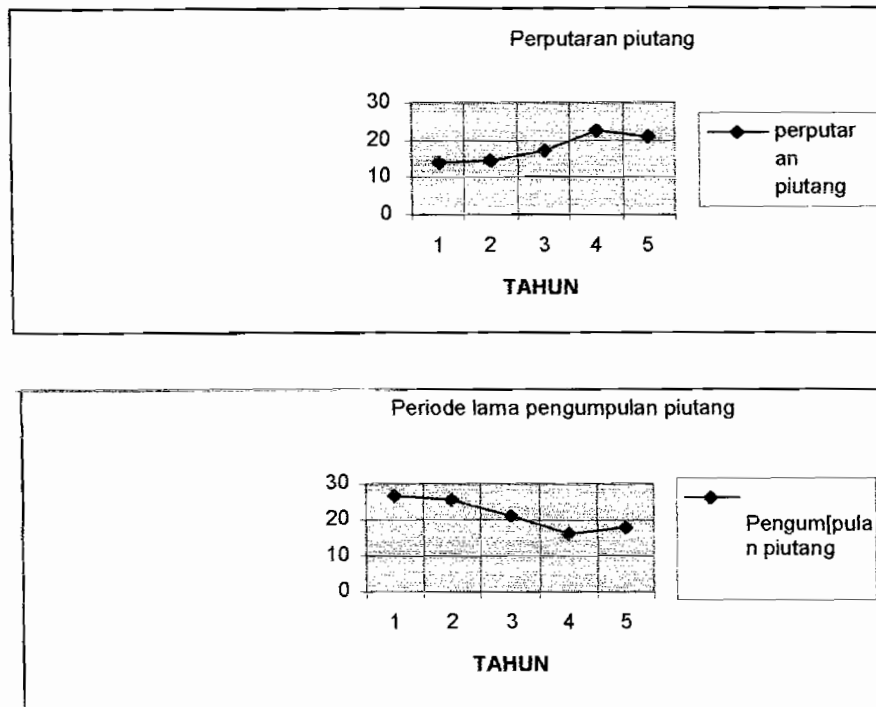 Perputaran piutang
30
20
10
0
1 2 3 4 5
TAHUN
perputar
an
piutang
Periode lama pengumpulan piutang
30
20
10
0
1 2 3 4 5
TAHUN
Pengum[pula
n piutang